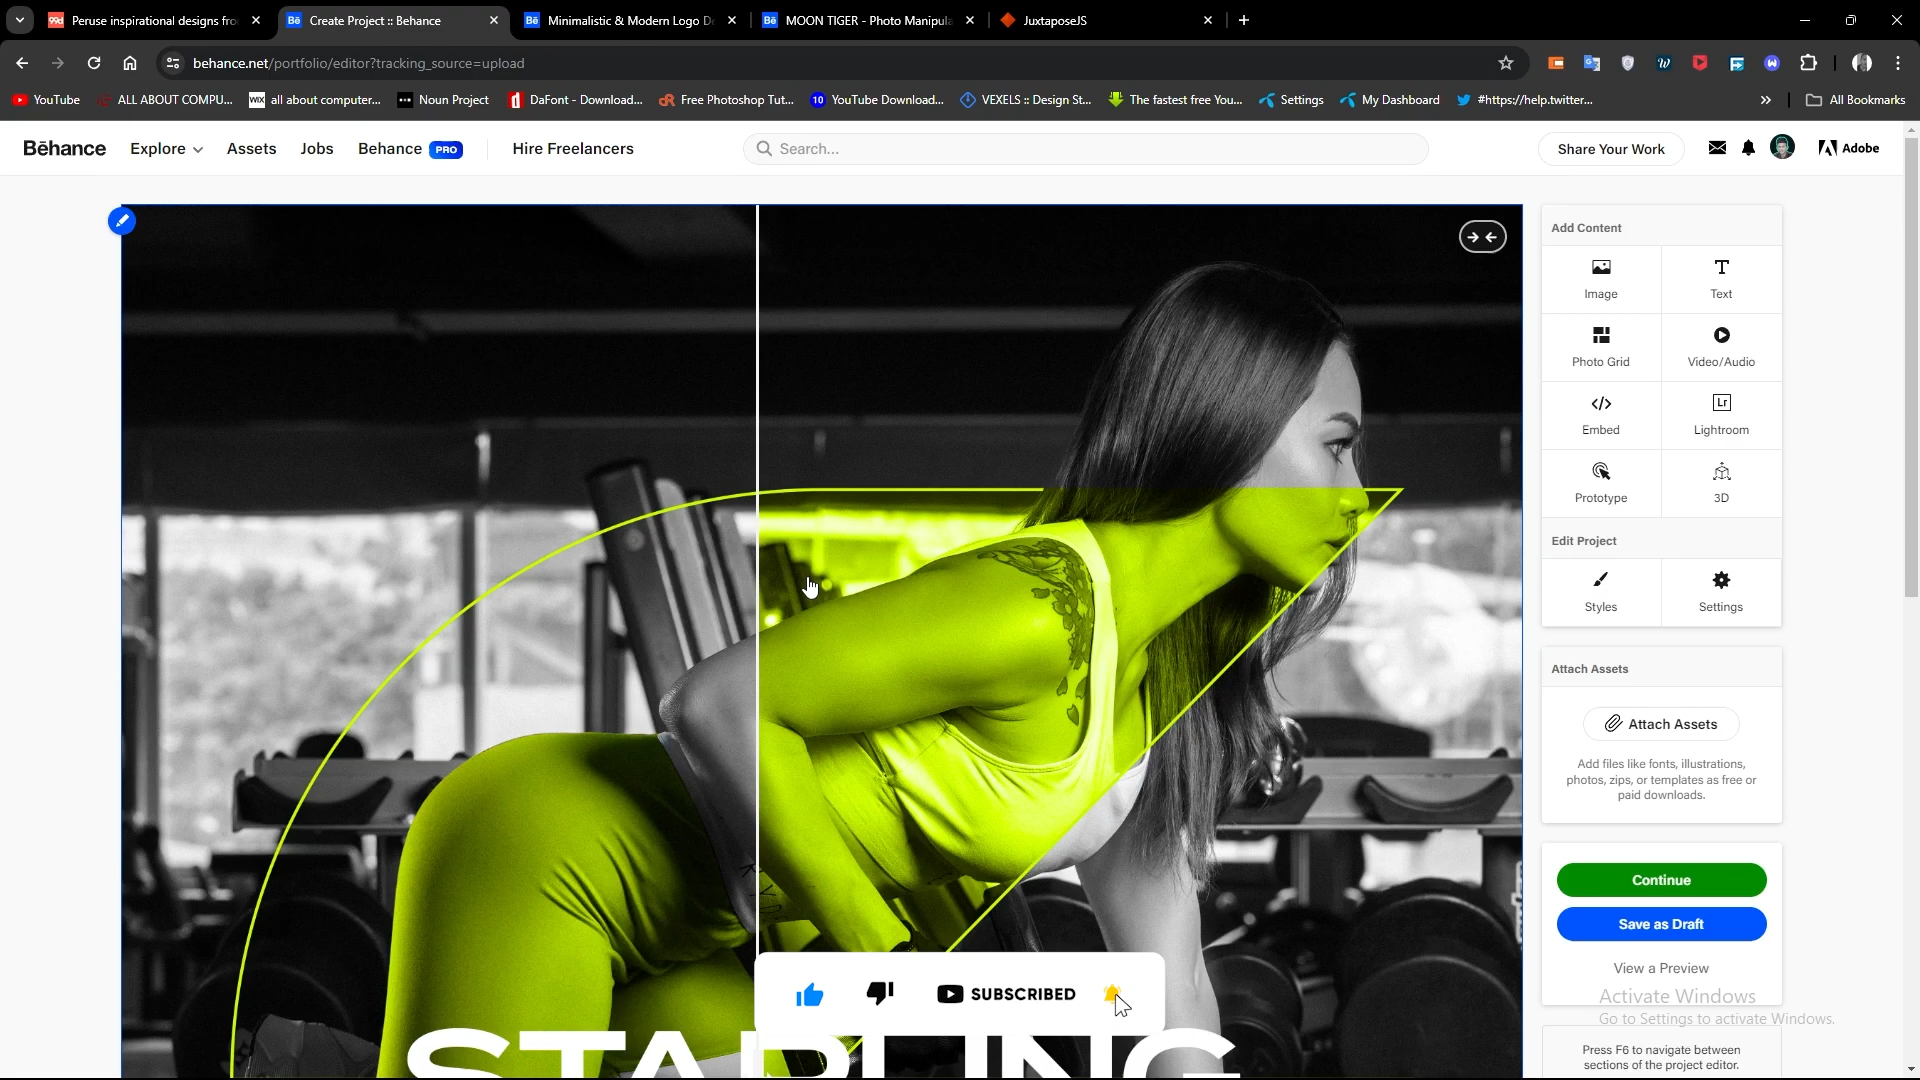 Peuse inspirational designs fro
Create Project :: Behance
Minimalistic & Modern Logo D
MOON TIGER - Photo Manipula
JuxtaposeJS
behance.net/portfolio/editor?tracking_source=upload
YouTube
ALL ABOUT COMPU...
WIX
all about computer...
Noun Project
DaFont - Download...
Free Photoshop Tut...
10
YouTube Download...
VEXELS :: Design St...
The fastest free You...
Settings
My Dashboard
#https://help.twitter...
All Bookmarks
Bēhance
Explore
Assets
Jobs
Behance PRO
Hire Freelancers
Search...
Share Your Work
Adobe
Add Content
Image
Text
Photo Grid
Video/Audio
Embed
Lr
Lightroom
Prototype
3D
Edit Project
Styles
Settings
Attach Assets
Attach Assets
Add files like fonts, illustrations,
photos, zips, or templates as free or
paid downloads.
Continue
Save as Draft
View a Preview
Activate Windows
Go to Settings to activate Windows.
Press F6 to navigate between
sections of the project editor.
SUBSCRIBED
STARLING